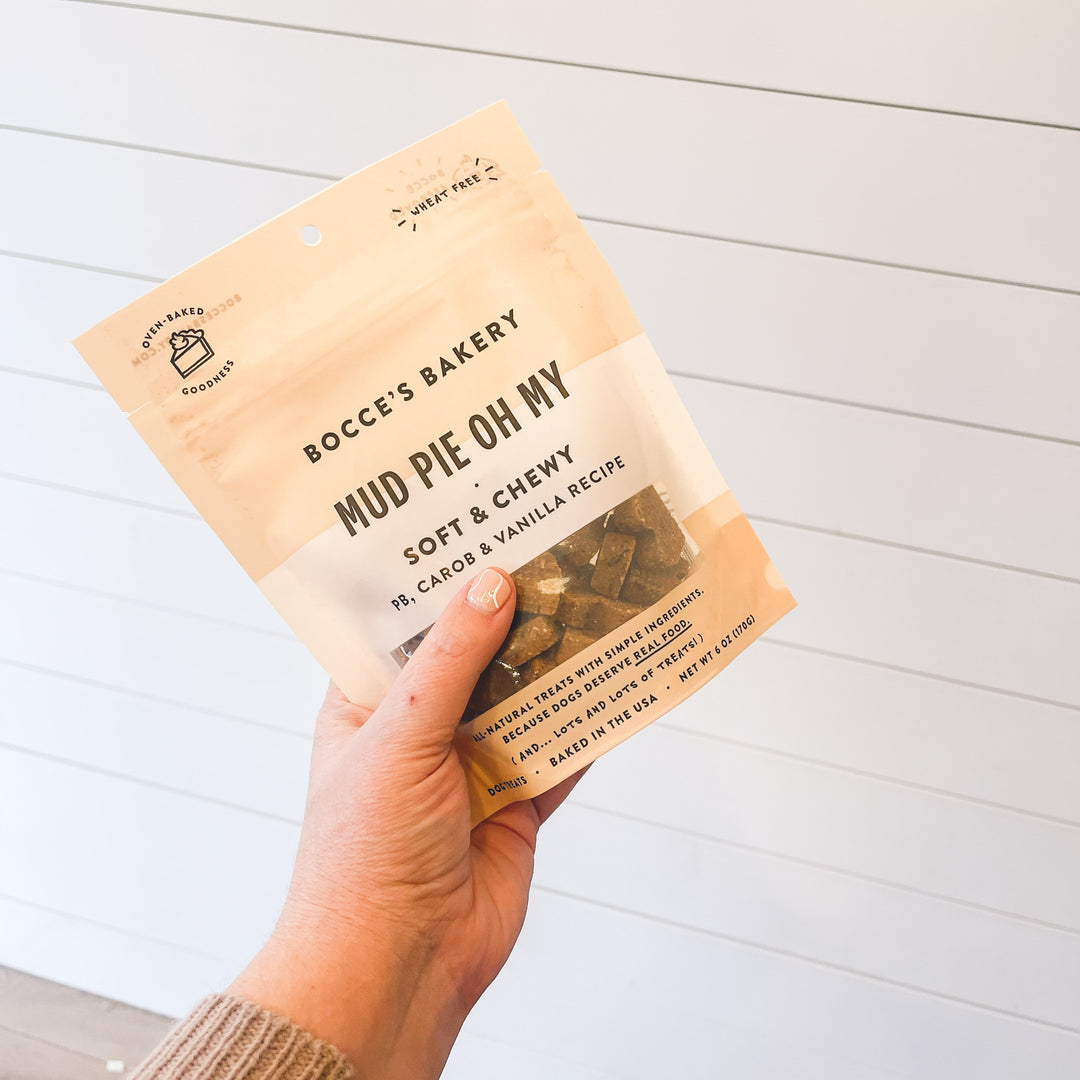 WHEAT FREE
OVEN-BAKED
GOODNESS
BOCCE'S BAKERY
MUD PIE OH MY
SOFT & CHEWY
PB, CAROB & VANILLA RECIPE
ALL-NATURAL TREATS WITH SIMPLE INGREDIENTS.
BECAUSE DOGS DESERVE REAL FOOD.
(AND... LOTS AND LOTS OF TREATS!)
DOG TREATS • BAKED IN THE USA • NET WT 6 OZ (170G)